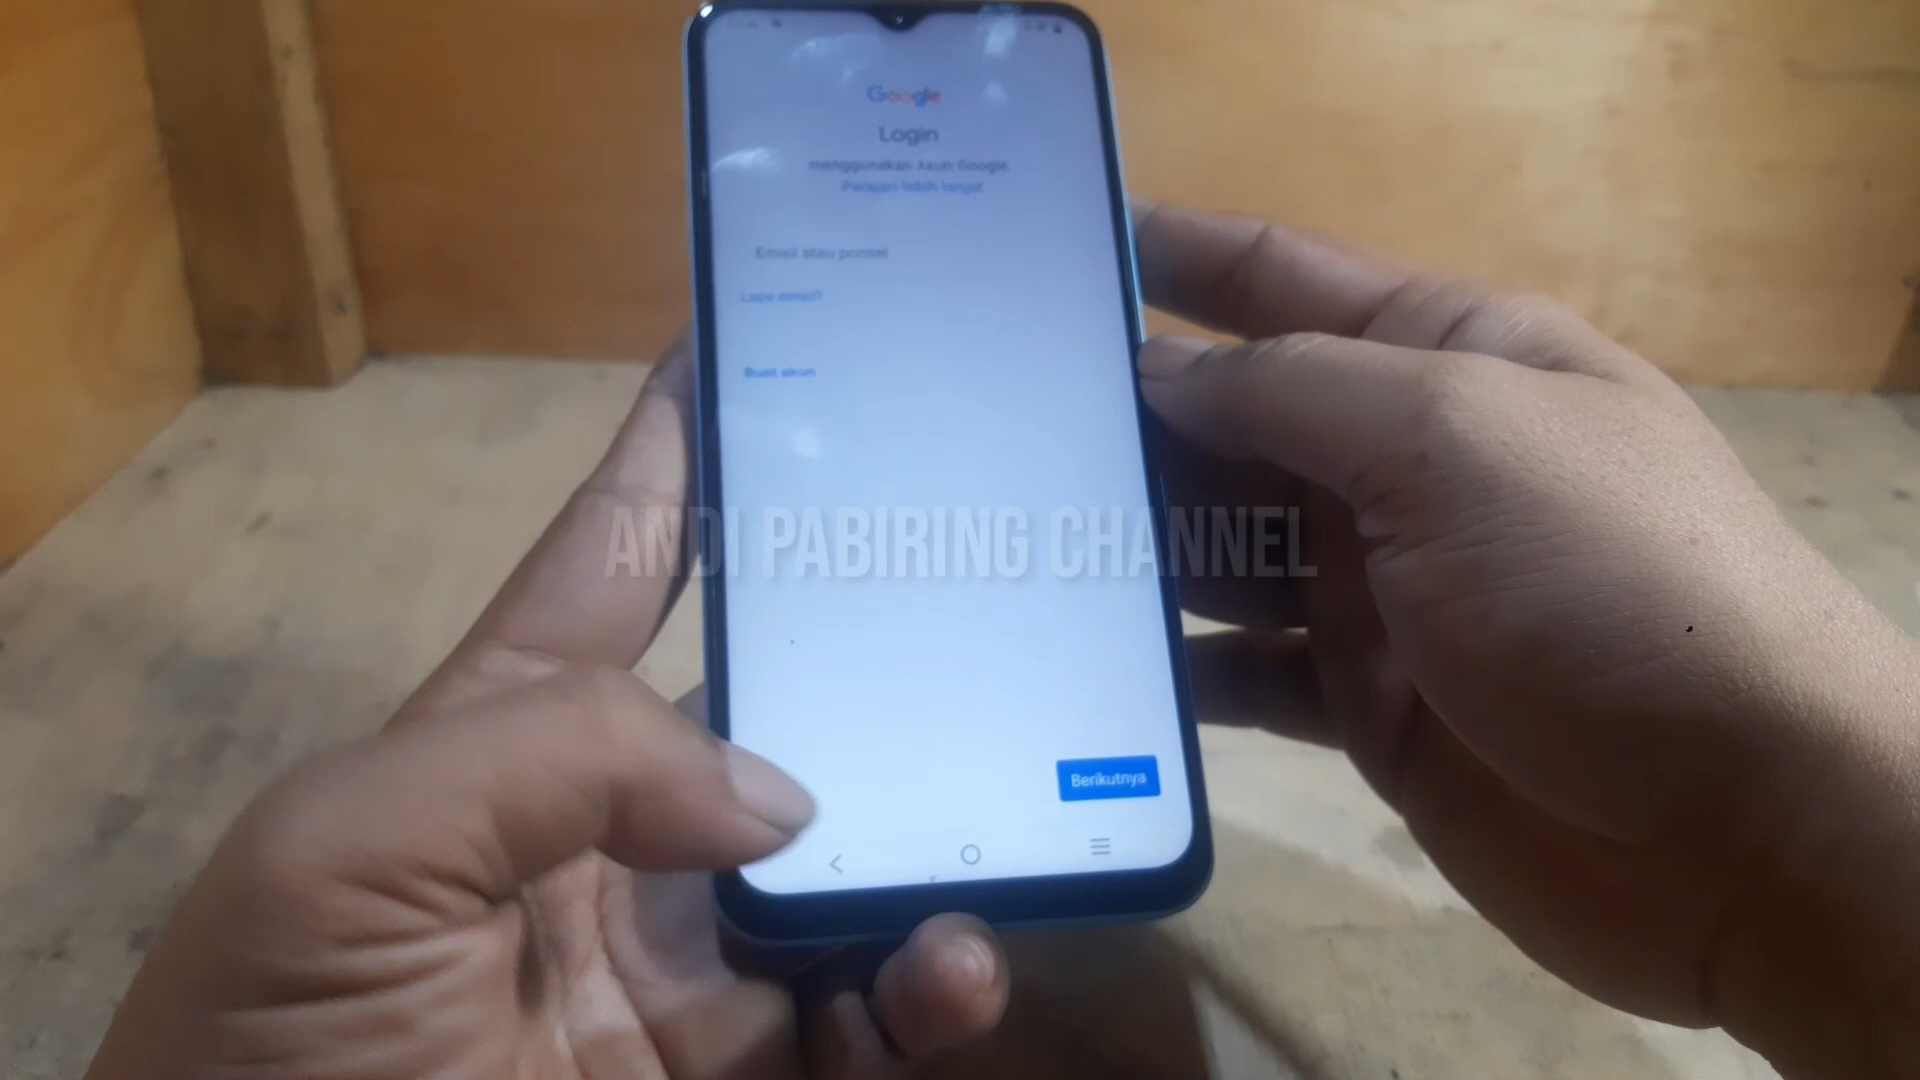 Google
Login
menggunakan Akun Google.
Pelajari lebih lanjut
Email atau ponsel
Lupa email?
Buat akun
ANDI PABIRING CHANNEL
Berikutnya